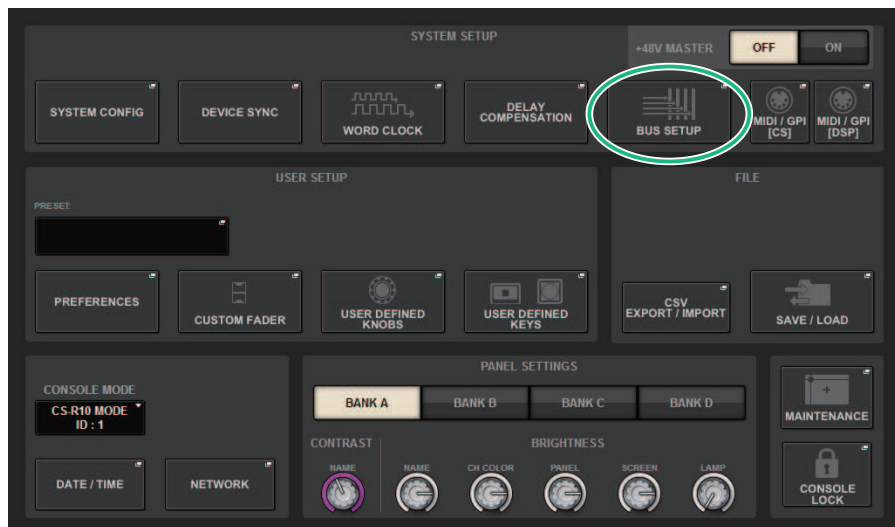 SYSTEM SETUP
+48V MASTER
OFF
ON
SYSTEM CONFIG
DEVICE SYNC
WORD CLOCK
DELAY
COMPENSATION
BUS SETUP
MIDI / GPI
[CS]
MIDI / GPI
[DSP]
USER SETUP
PRESET:
PREFERENCES
CUSTOM FADER
USER DEFINED
KNOBS
USER DEFINED
KEYS
FILE
CSV
EXPORT / IMPORT
SAVE / LOAD
CONSOLE MODE
CS-R10 MODE
ID : 1
DATE / TIME
NETWORK
PANEL SETTINGS
BANK A
BANK B
BANK C
BANK D
CONTRAST
BRIGHTNESS
NAME
NAME
CH COLOR
PANEL
SCREEN
LAMP
MAINTENANCE
CONSOLE
LOCK